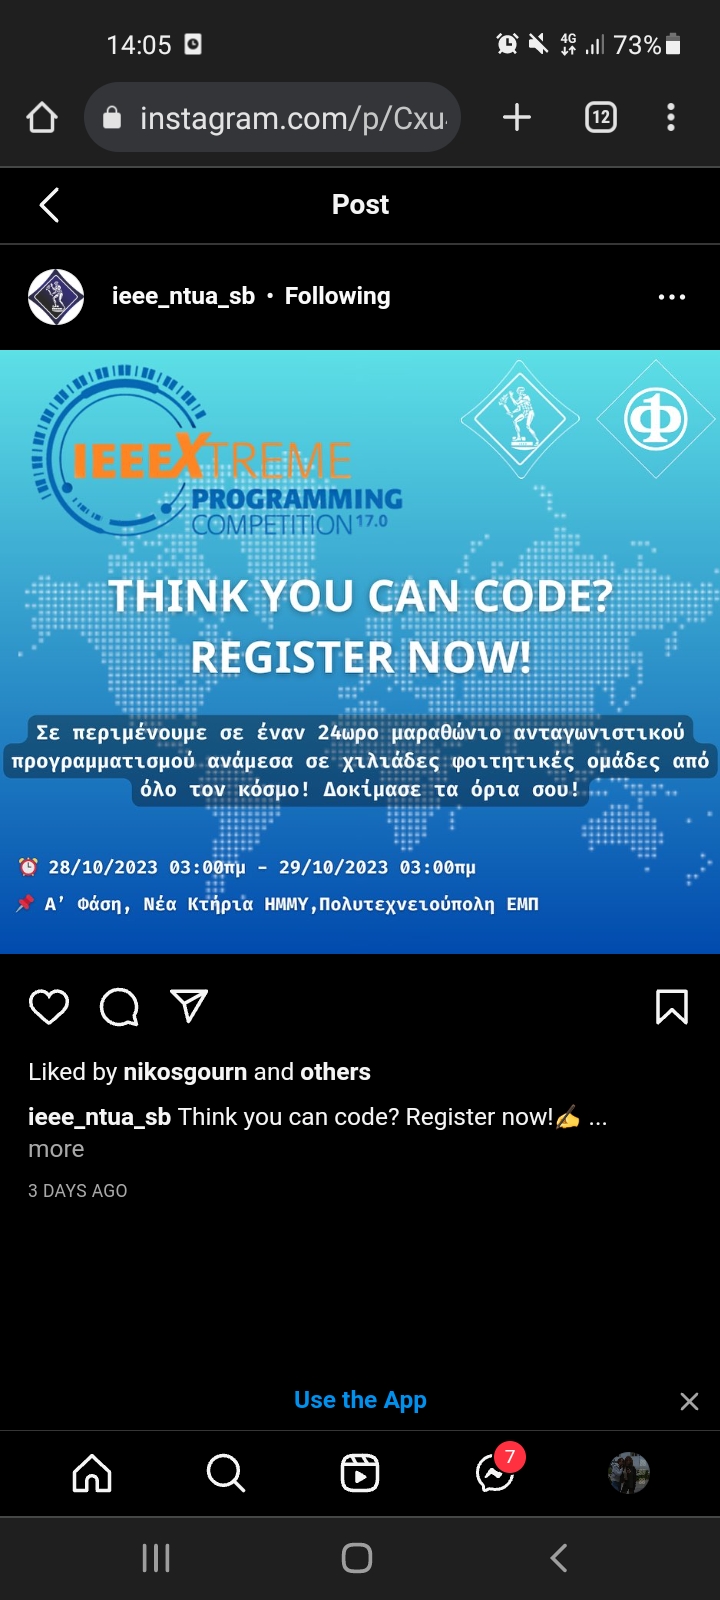 14:05
4G
73%
instagram.com/p/Cxu
12
Post
ieee_ntua_sb • Following
IEEEXTREME
PROGRAMMING
COMPETITION 17.0
THINK YOU CAN CODE?
REGISTER NOW!
Σε περιμένουμε σε έναν 24ωρο μαραθώνιο ανταγωνιστικού
προγραμματισμού ανάμεσα σε χιλιάδες φοιτητικές ομάδες από
όλο τον κόσμο! Δοκίμασε τα όρια σου!
⏰ 28/10/2023 03:00πμ - 29/10/2023 03:00πμ
📌 Α' Φάση, Νέα Κτήρια ΗΜΜΥ,Πολυτεχνειούπολη ΕΜΠ
Liked by nikosgourn and others
ieee_ntua_sb Think you can code? Register now!✍️ ...
more
3 DAYS AGO
Use the App
7